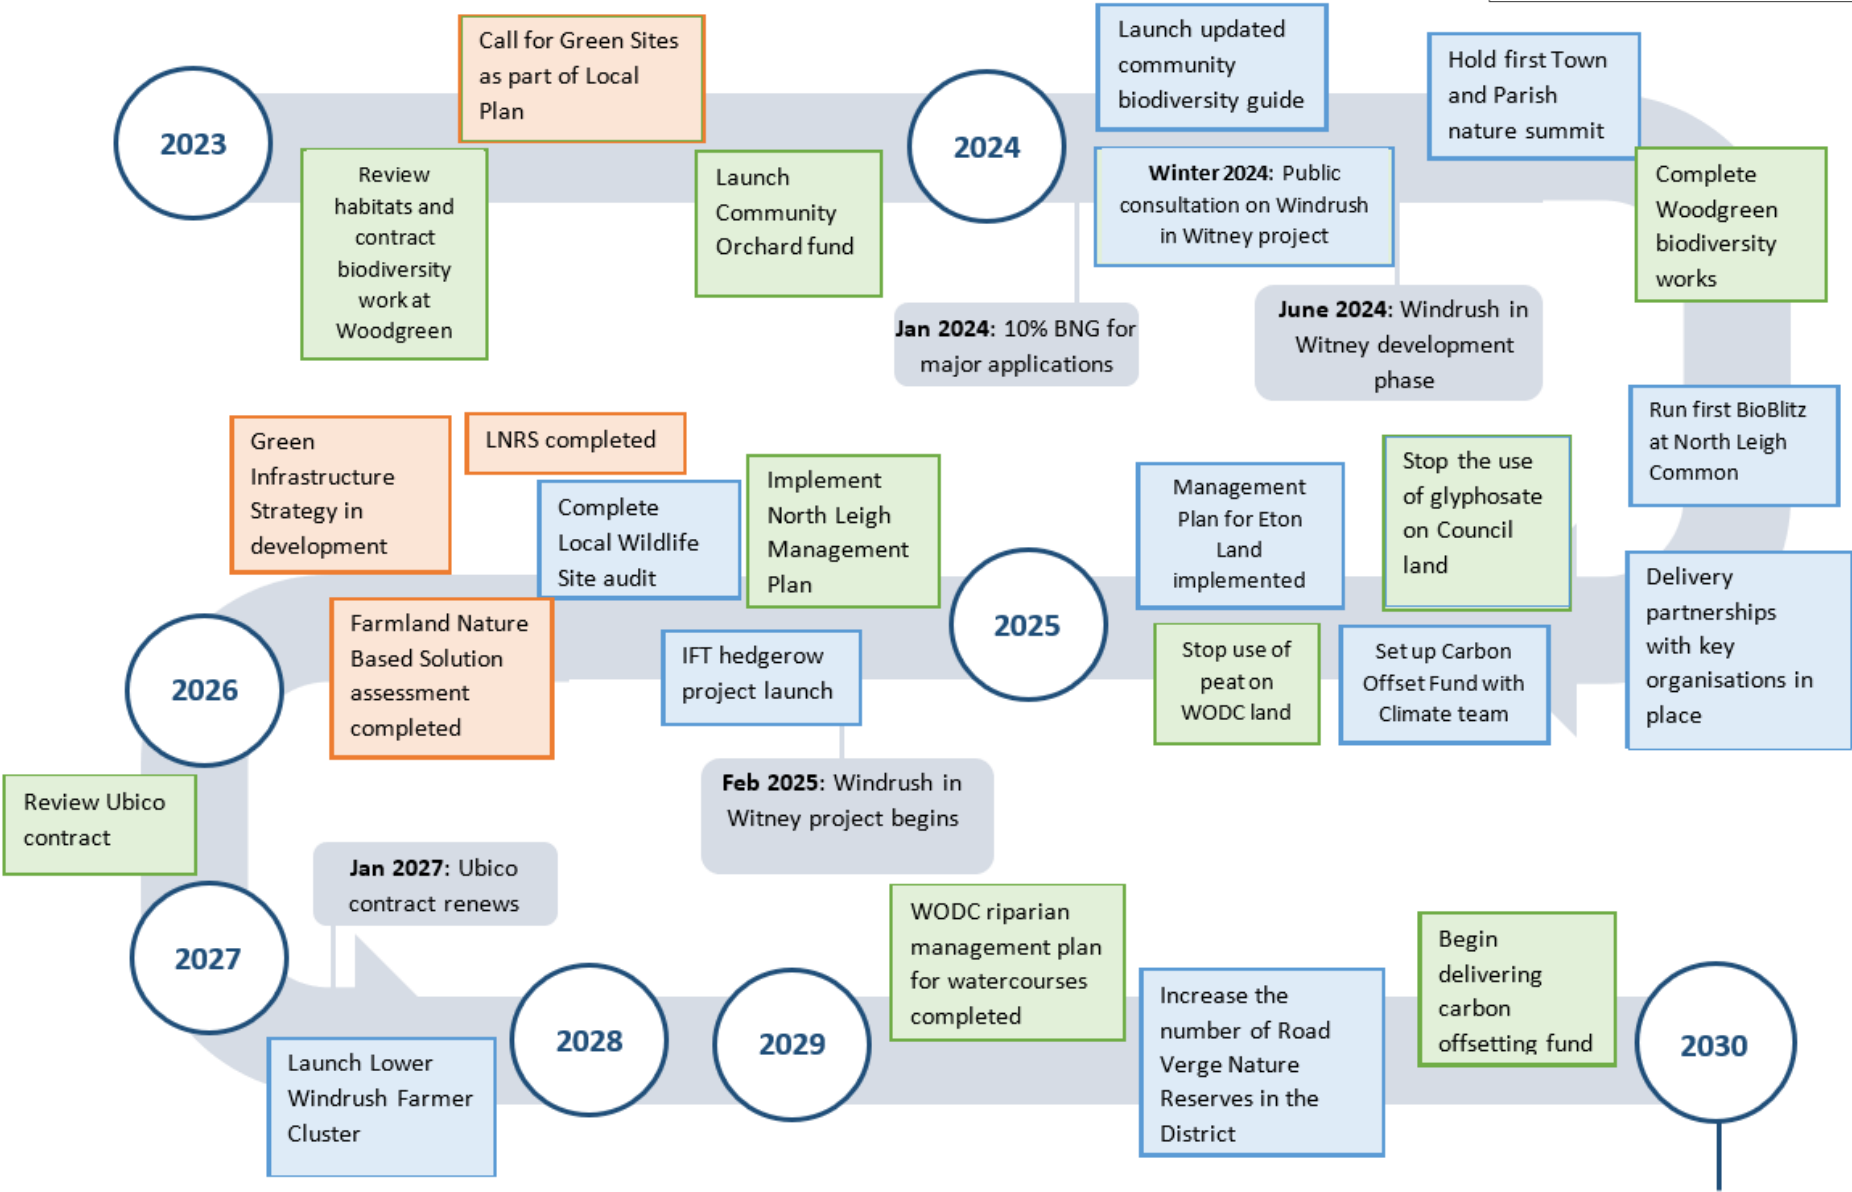 2023
Call for Green Sites
as part of Local
Plan
Review
habitats and
contract
biodiversity
work at
Woodgreen
Launch
Community
Orchard fund
2024
Launch updated
community
biodiversity guide
Winter 2024: Public
consultation on Windrush
in Witney project
Jan 2024: 10% BNG for
major applications
June 2024: Windrush in
Witney development
phase
Hold first Town
and Parish
nature summit
Complete
Woodgreen
biodiversity
works
Run first BioBlitz
at North Leigh
Common
Delivery
partnerships
with key
organisations in
place
Stop the use
of glyphosate
on Council
land
Set up Carbon
Offset Fund with
Climate team
Management
Plan for Eton
Land
implemented
Stop use of
peat on
WODC land
2025
Implement
North Leigh
Management
Plan
IFT hedgerow
project launch
Feb 2025: Windrush in
Witney project begins
Complete
Local Wildlife
Site audit
LNRS completed
Farmland Nature
Based Solution
assessment
completed
Green
Infrastructure
Strategy in
development
2026
Review Ubico
contract
2027
Jan 2027: Ubico
contract renews
Launch Lower
Windrush Farmer
Cluster
2028
2029
WODC riparian
management plan
for watercourses
completed
Increase the
number of Road
Verge Nature
Reserves in the
District
Begin
delivering
carbon
offsetting fund
2030